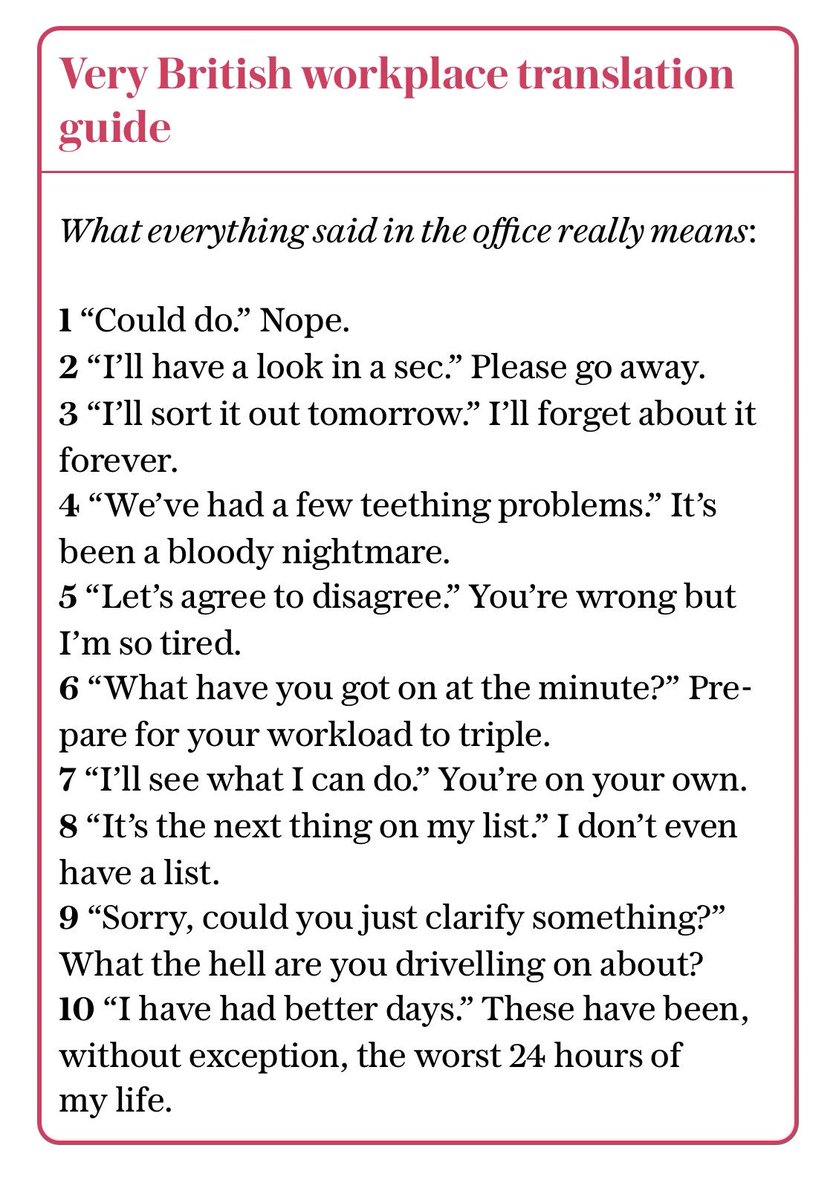 Very British workplace translation
guide
What everything said in the office really means:
1 “Could do.” Nope.
2 “I’ll have a look in a sec.” Please go away.
3 “I’ll sort it out tomorrow.” I’ll forget about it
forever.
4 “We’ve had a few teething problems.” It’s
been a bloody nightmare.
5 “Let’s agree to disagree.” You’re wrong but
I’m so tired.
6 “What have you got on at the minute?” Pre-
pare for your workload to triple.
7 “I’ll see what I can do.” You’re on your own.
8 “It’s the next thing on my list.” I don’t even
have a list.
9 “Sorry, could you just clarify something?”
What the hell are you drivelling on about?
10 “I have had better days.” These have been,
without exception, the worst 24 hours of
my life.